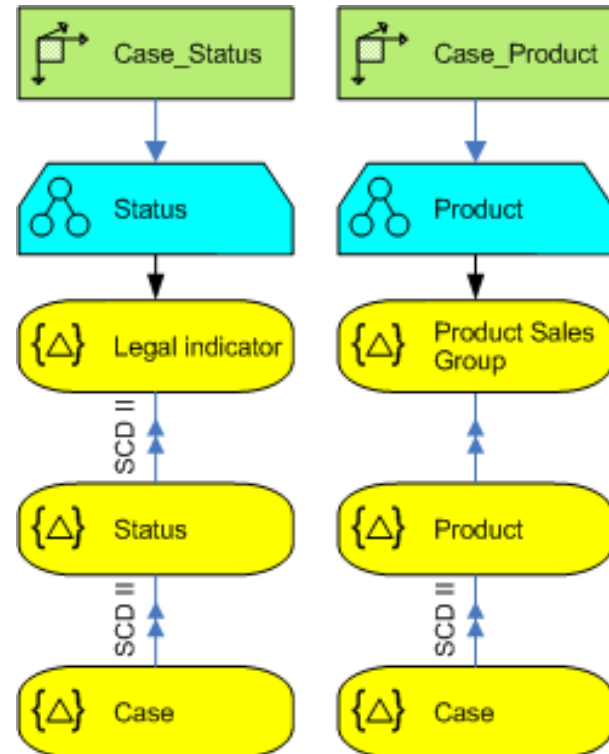 Case_Status
Status
Legal indicator
SCD II
Status
SCD II
Case
Case_Product
Product
Product Sales
Group
Product
SCD II
Case